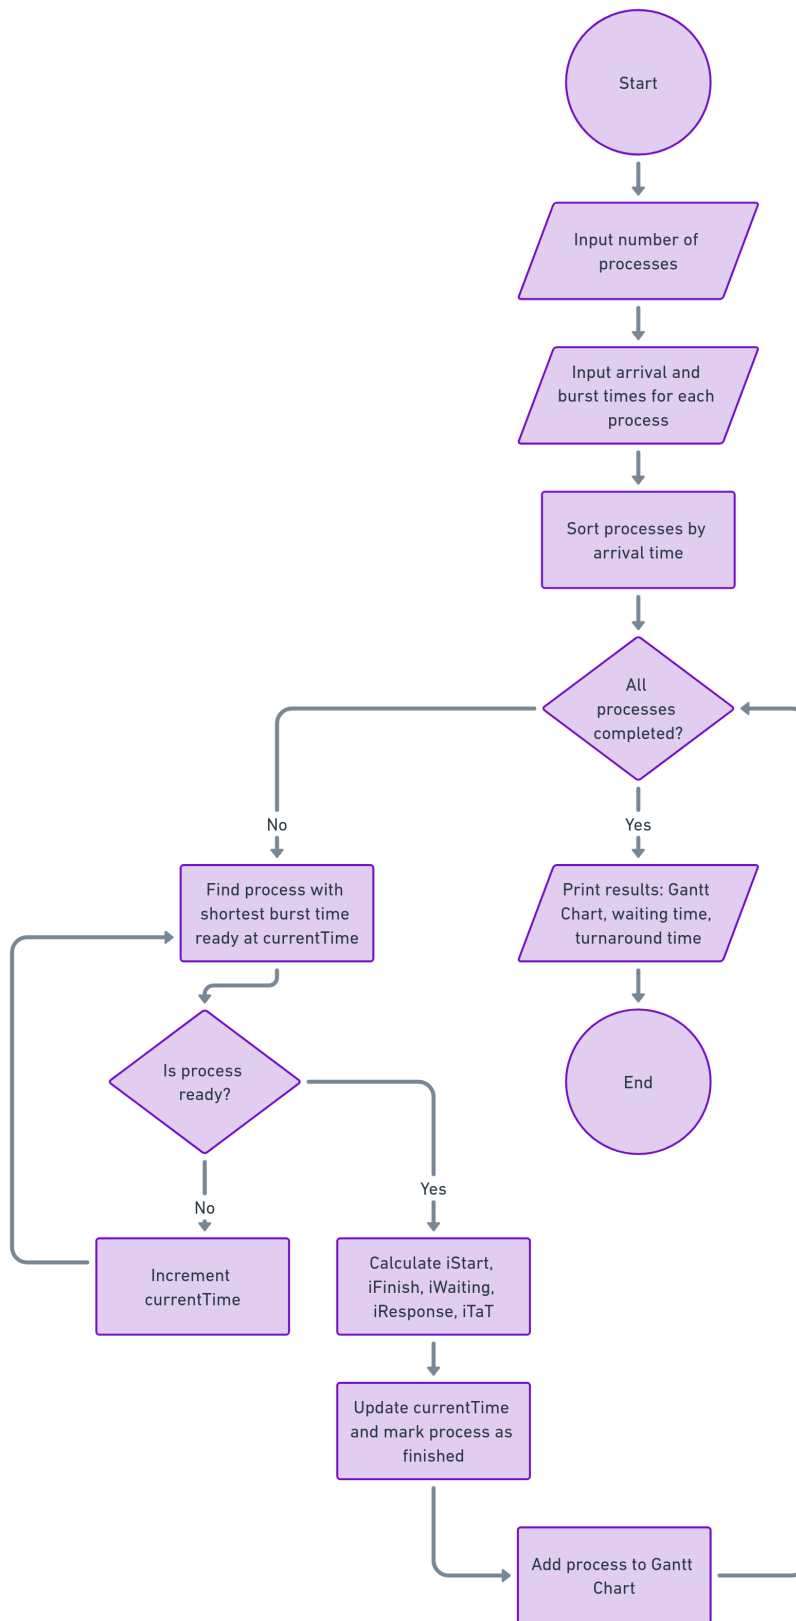 Start
Input number of
processes
Input arrival and
burst times for each
process
Sort processes by
arrival time
All
processes
completed?
No
Yes
Find process with
shortest burst time
ready at currentTime
Print results: Gantt
Chart, waiting time,
turnaround time
Is process
ready?
End
No
Yes
Increment
currentTime
Calculate iStart,
iFinish, iWaiting,
iResponse, iTaT
Update currentTime
and mark process as
finished
Add process to Gantt
Chart